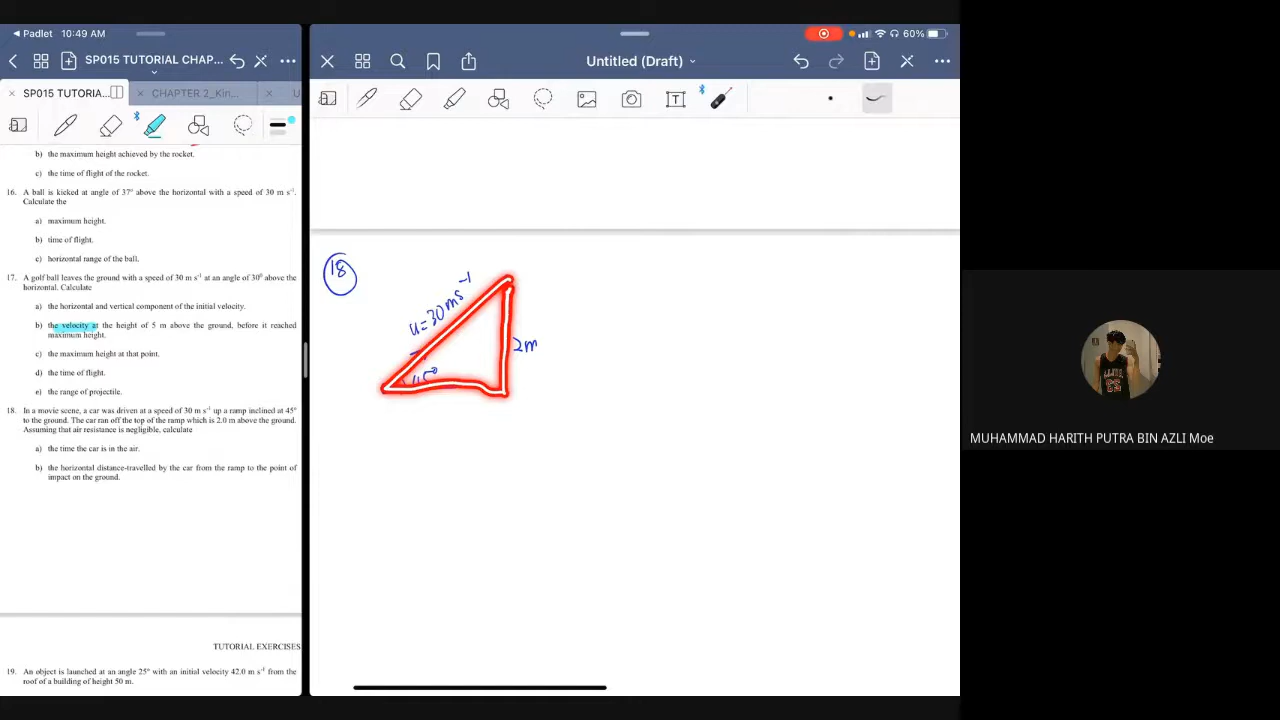 Padlet 10:49 AM
60%
SP015 TUTORIAL CHAP...
Untitled (Draft)
SP015 TUTORIA...
CHAPTER 2_Kin...
U
T
b) the maximum height achieved by the rocket.
c) the time of flight of the rocket.
16. A ball is kicked at angle of 37° above the horizontal with a speed of 30 m s⁻¹.
Calculate the
a) maximum height.
b) time of flight.
c) horizontal range of the ball.
17. A golf ball leaves the ground with a speed of 30 m s⁻¹ at an angle of 30⁰ above the
horizontal. Calculate
a) the horizontal and vertical component of the initial velocity.
b) the velocity at the height of 5 m above the ground, before it reached
maximum height.
c) the maximum height at that point.
d) the time of flight.
e) the range of projectile.
18. In a movie scene, a car was driven at a speed of 30 m s⁻¹ up a ramp inclined at 45°
to the ground. The car ran off the top of the ramp which is 2.0 m above the ground.
Assuming that air resistance is negligible, calculate
a) the time the car is in the air.
b) the horizontal distance-travelled by the car from the ramp to the point of
impact on the ground.
TUTORIAL EXERCISES
19. An object is launched at an angle 25° with an initial velocity 42.0 m s⁻¹ from the
roof of a building of height 50 m.
18
u=30ms⁻¹
2m
45°
MUHAMMAD HARITH PUTRA BIN AZLI Moe